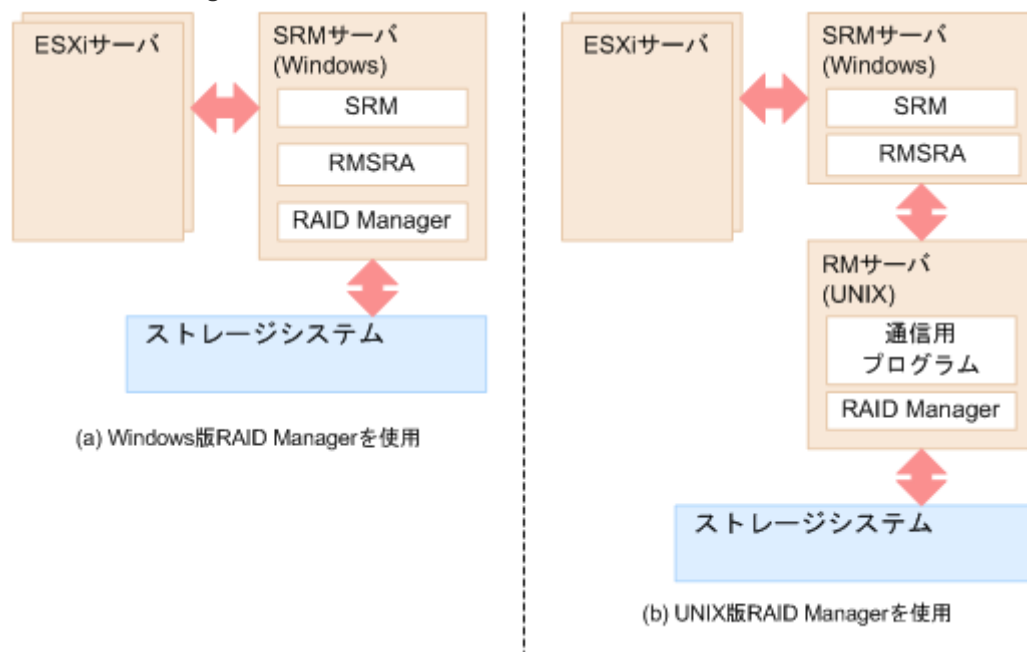 ESXiサーバ
SRMサーバ
(Windows)
SRM
RMSRA
RAID Manager
ストレージシステム
(a) Windows版RAID Managerを使用
ESXiサーバ
SRMサーバ
(Windows)
SRM
RMSRA
RMサーバ
(UNIX)
通信用
プログラム
RAID Manager
ストレージシステム
(b) UNIX版RAID Managerを使用